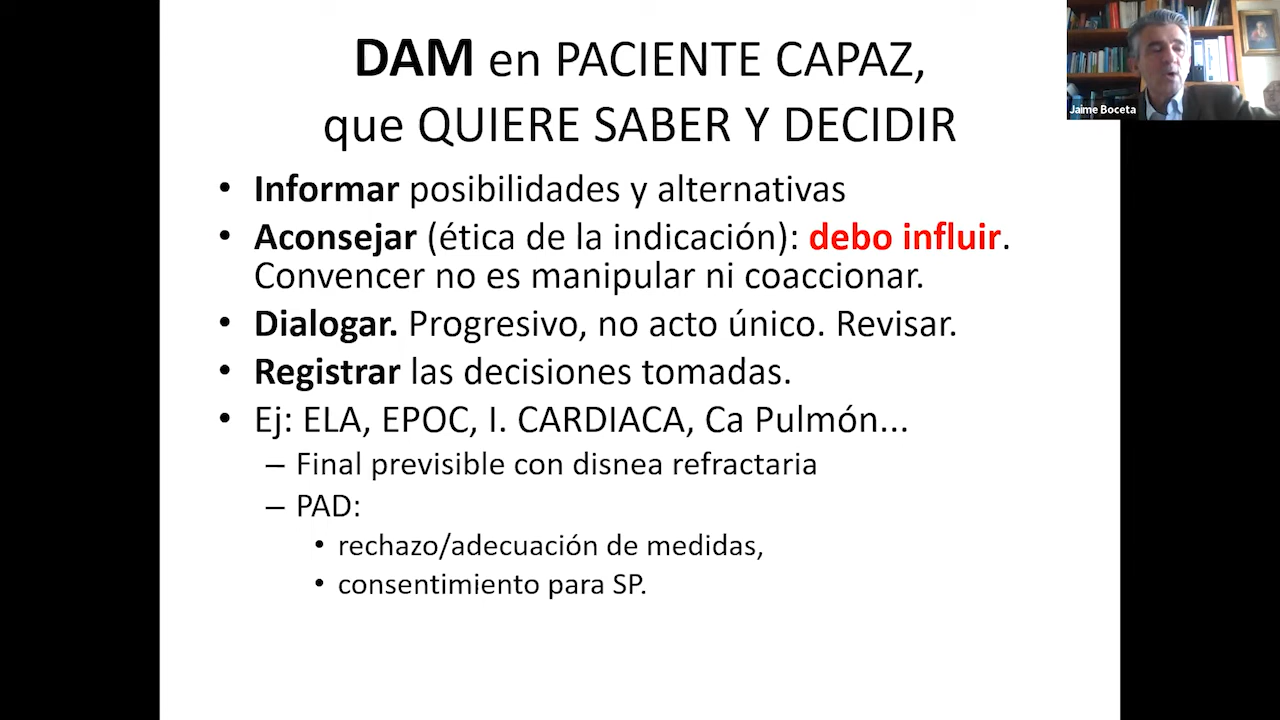 DAM en PACIENTE CAPAZ,
que QUIERE SABER Y DECIDIR
• Informar posibilidades y alternativas
• Aconsejar (ética de la indicación): debo influir.
Convencer no es manipular ni coaccionar.
• Dialogar. Progresivo, no acto único. Revisar.
• Registrar las decisiones tomadas.
• Ej: ELA, EPOC, I. CARDIACA, Ca Pulmón...
– Final previsible con disnea refractaria
– PAD:
• rechazo/adecuación de medidas,
• consentimiento para SP.
Jaime Boceta